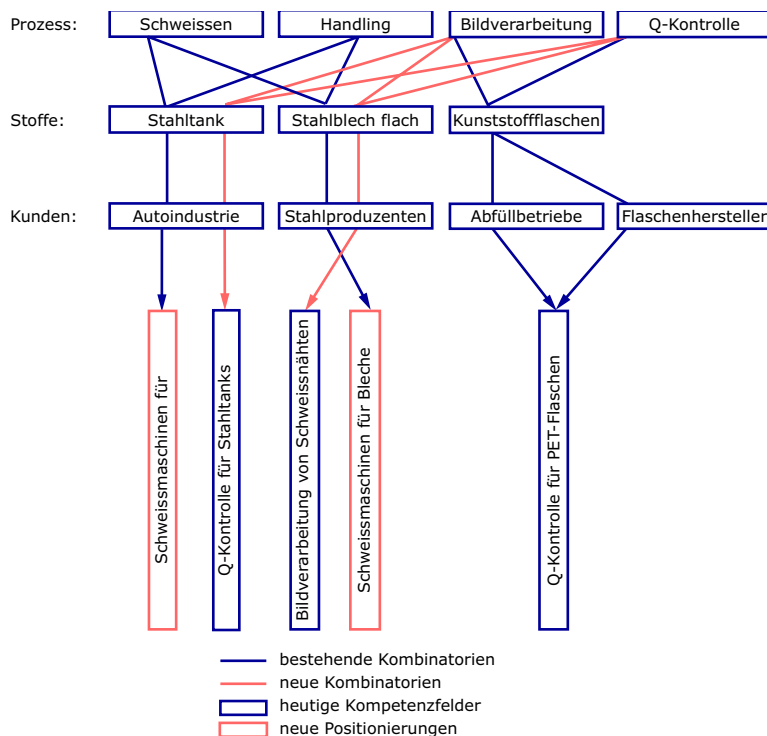 Prozess: Schweissen Handling Bildverarbeitung Q-Kontrolle
Stoffe: Stahltank Stahlblech flach Kunststoffflaschen
Kunden: Autoindustrie Stahlproduzenten Abfüllbetriebe Flaschenhersteller
Schweissmaschinen für
Q-Kontrolle für Stahltanks
Bildverarbeitung von Schweissnähten
Schweissmaschinen für Bleche
Q-Kontrolle für PET-Flaschen
bestehende Kombinatorien
neue Kombinatorien
heutige Kompetenzfelder
neue Positionierungen